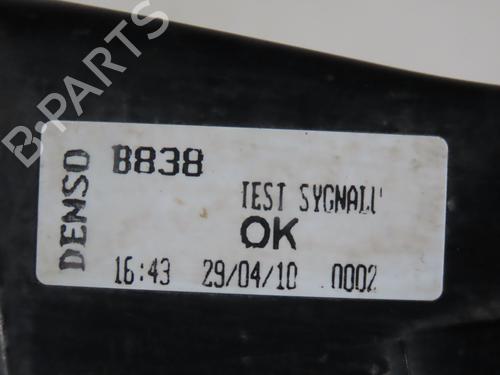 DENSO
B838
TEST SYGNALU
OK
16:43 29/04/10 0002
B-PARTS